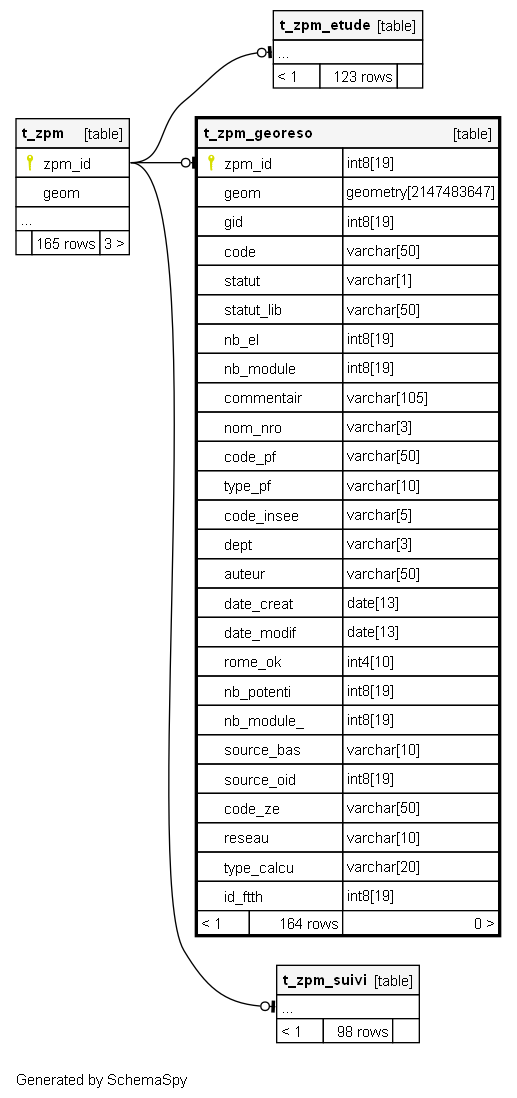 t_zpm_etude [table]
...
< 1 123 rows
t_zpm [table]
zpm_id
geom
...
165 rows 3 >
t_zpm_georeso [table]
zpm_id int8[19]
geom geometry[2147483647]
gid int8[19]
code varchar[50]
statut varchar[1]
statut_lib varchar[50]
nb_el int8[19]
nb_module int8[19]
commentair varchar[105]
nom_nro varchar[3]
code_pf varchar[50]
type_pf varchar[10]
code_insee varchar[5]
dept varchar[3]
auteur varchar[50]
date_creat date[13]
date_modif date[13]
rome_ok int4[10]
nb_potenti int8[19]
nb_module_ int8[19]
source_bas varchar[10]
source_oid int8[19]
code_ze varchar[50]
reseau varchar[10]
type_calcu varchar[20]
id_ftth int8[19]
< 1 164 rows 0 >
t_zpm_suivi [table]
...
< 1 98 rows
Generated by SchemaSpy